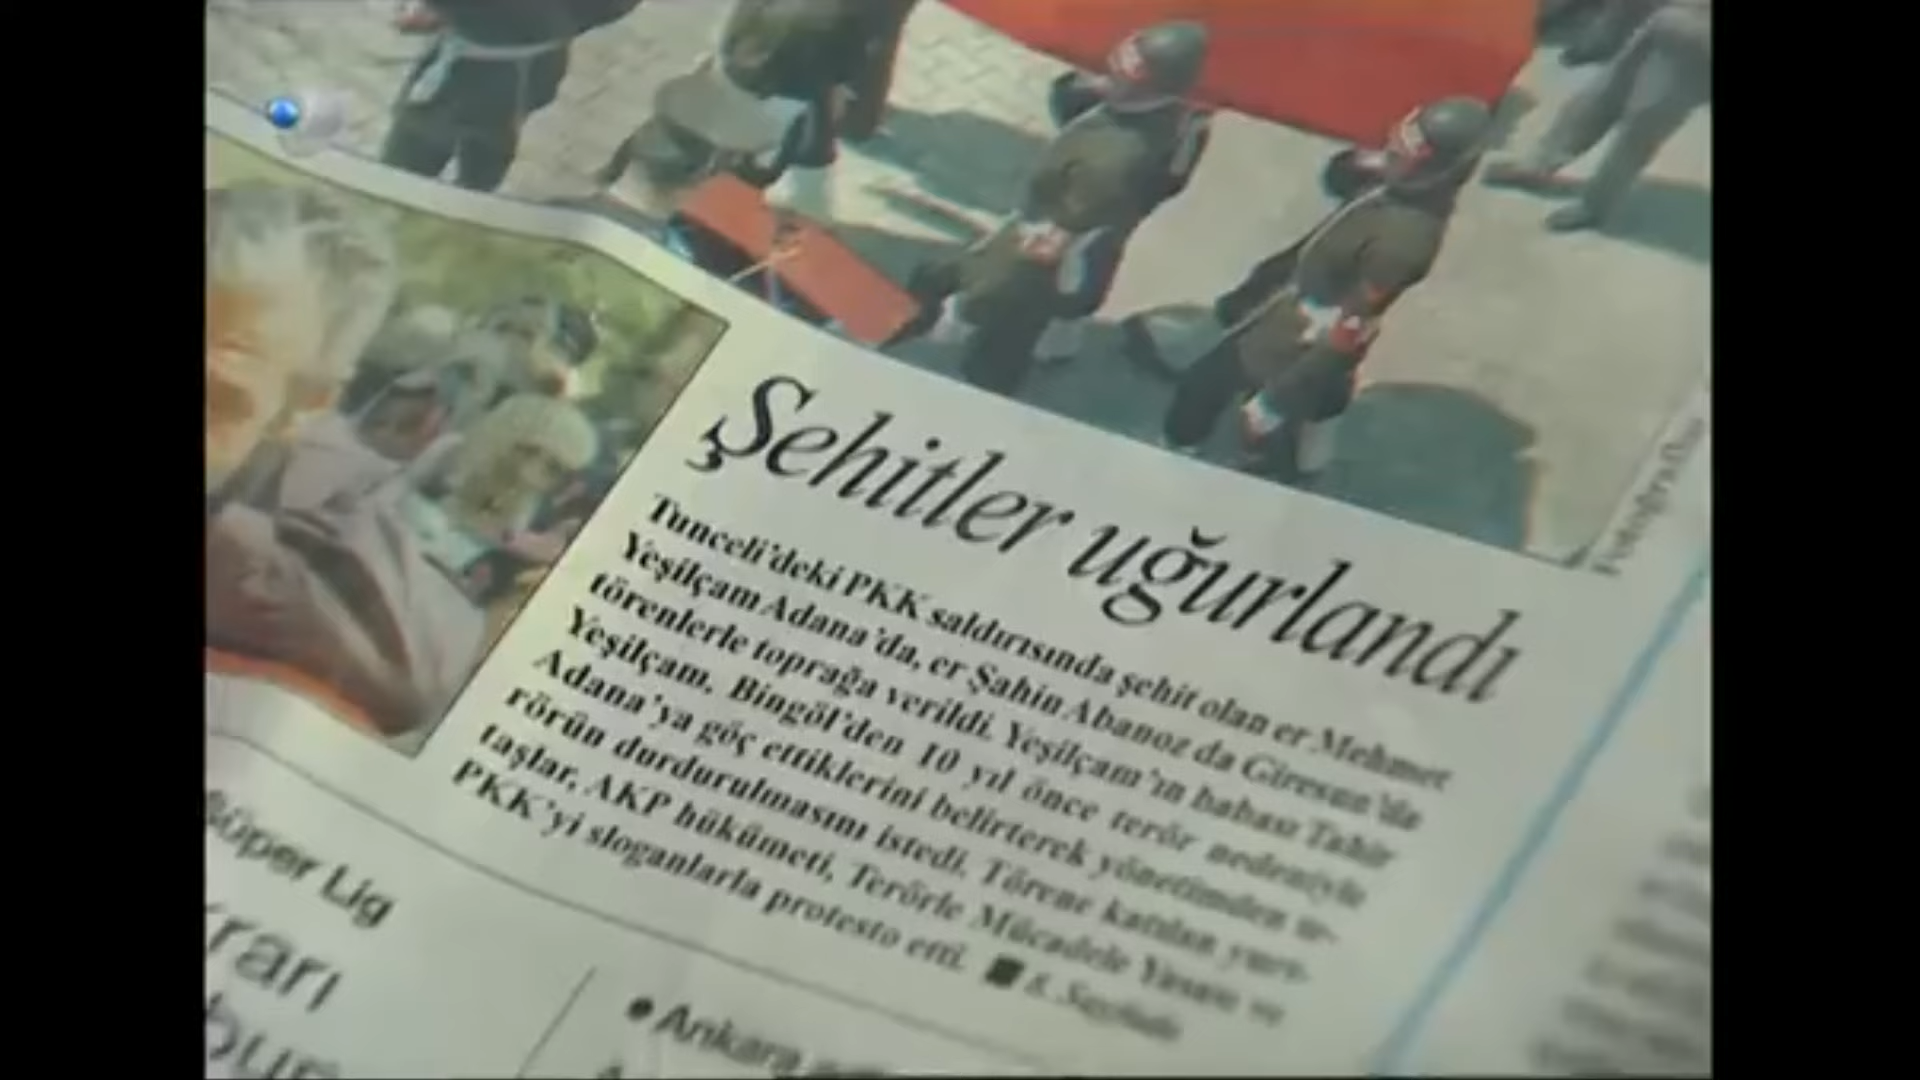 Fotoğraflar
Şehitler uğurlandı
Tunceli'deki PKK saldırısında şehit olan er Mehmet
Yeşilçam Adana'da, er Şahin Abanoz da Giresun'da
törenlerle toprağa verildi. Yeşilçam'ın babası Tahir
Yeşilçam, Bingöl'den 10 yıl önce terör nedeniyle
Adana'ya göç ettiklerini belirterek yönetimden te-
rörün durdurulmasını istedi. Törene katılan yurt-
taşlar, AKP hükümeti, Terörle Mücadele Yasası ve
PKK'yi sloganlarla protesto etti. ■ 8. Sayfada
süper Lig
rarı
• Ankara